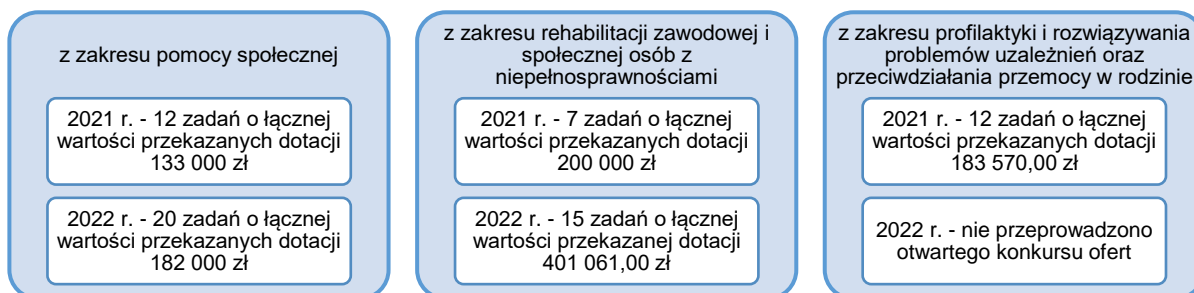 z zakresu pomocy społecznej
2021 r. - 12 zadań o łącznej
wartości przekazanych dotacji
133 000 zł
2022 r. - 20 zadań o łącznej
wartości przekazanych dotacji
182 000 zł
z zakresu rehabilitacji zawodowej i
społecznej osób z
niepełnosprawnościami
2021 r. - 7 zadań o łącznej
wartości przekazanych dotacji
200 000 zł
2022 r. - 15 zadań o łącznej
wartości przekazanej dotacji
401 061,00 zł
z zakresu profilaktyki i rozwiązywania
problemów uzależnień oraz
przeciwdziałania przemocy w rodzinie
2021 r. - 12 zadań o łącznej
wartości przekazanych dotacji
183 570,00 zł
2022 r. - nie przeprowadzono
otwartego konkursu ofert